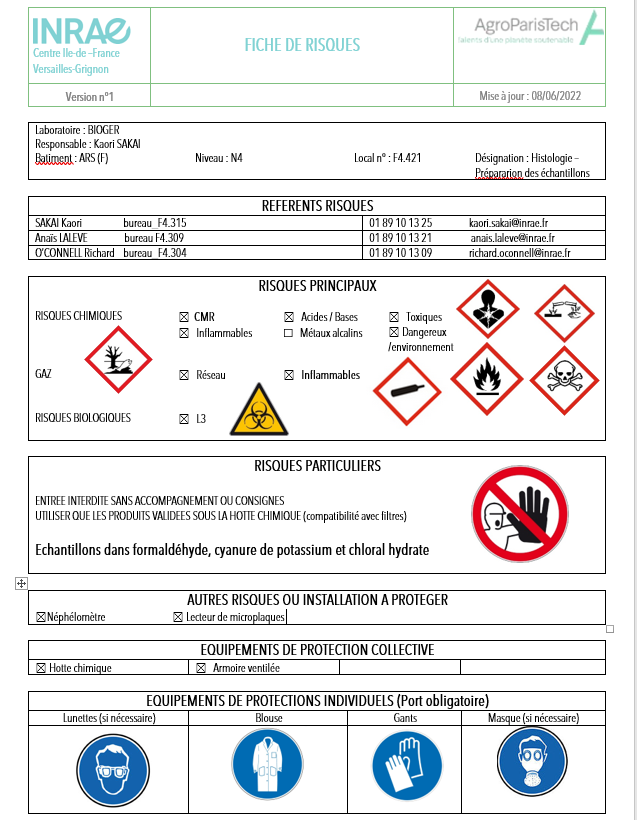 INRAE
Centre Ile-de –France
Versailles-Grignon
FICHE DE RISQUES
AgroParisTech
talents d'une planète soutenable
Version n°1
Mise à jour : 08/06/2022
Laboratoire : BIOGER
Responsable : Kaori SAKAI
Batiment : ARS (F) Niveau : N4 Local n° : F4.421 Désignation : Histologie –
Prépararion des échantillons
REFERENTS RISQUES
SAKAI Kaori bureau_F4.315 01 89 10 13 25 kaori.sakai@inrae.fr
Anaïs LALEVE bureau F4.309 01 89 10 13 21 anais.laleve@inrae.fr
O'CONNELL Richard bureau_F4.304 01 89 10 13 09 richard.oconnell@inrae.fr
RISQUES PRINCIPAUX
RISQUES CHIMIQUES ☒ CMR ☒ Acides / Bases ☒ Toxiques
☒ Inflammables ☐ Métaux alcalins ☒ Dangereux
/environnement
GAZ ☒ Réseau ☒ Inflammables
RISQUES BIOLOGIQUES ☒ L3
RISQUES PARTICULIERS
ENTREE INTERDITE SANS ACCOMPAGNEMENT OU CONSIGNES
UTILISER QUE LES PRODUITS VALIDEES SOUS LA HOTTE CHIMIQUE (compatibilité avec filtres)
Echantillons dans formaldéhyde, cyanure de potassium et chloral hydrate
AUTRES RISQUES OU INSTALLATION A PROTEGER
☒Néphélomètre ☒ Lecteur de microplaques
EQUIPEMENTS DE PROTECTION COLLECTIVE
☒ Hotte chimique ☒ Armoire ventilée
EQUIPEMENTS DE PROTECTIONS INDIVIDUELS (Port obligatoire)
Lunettes (si nécessaire) Blouse Gants Masque (si nécessaire)